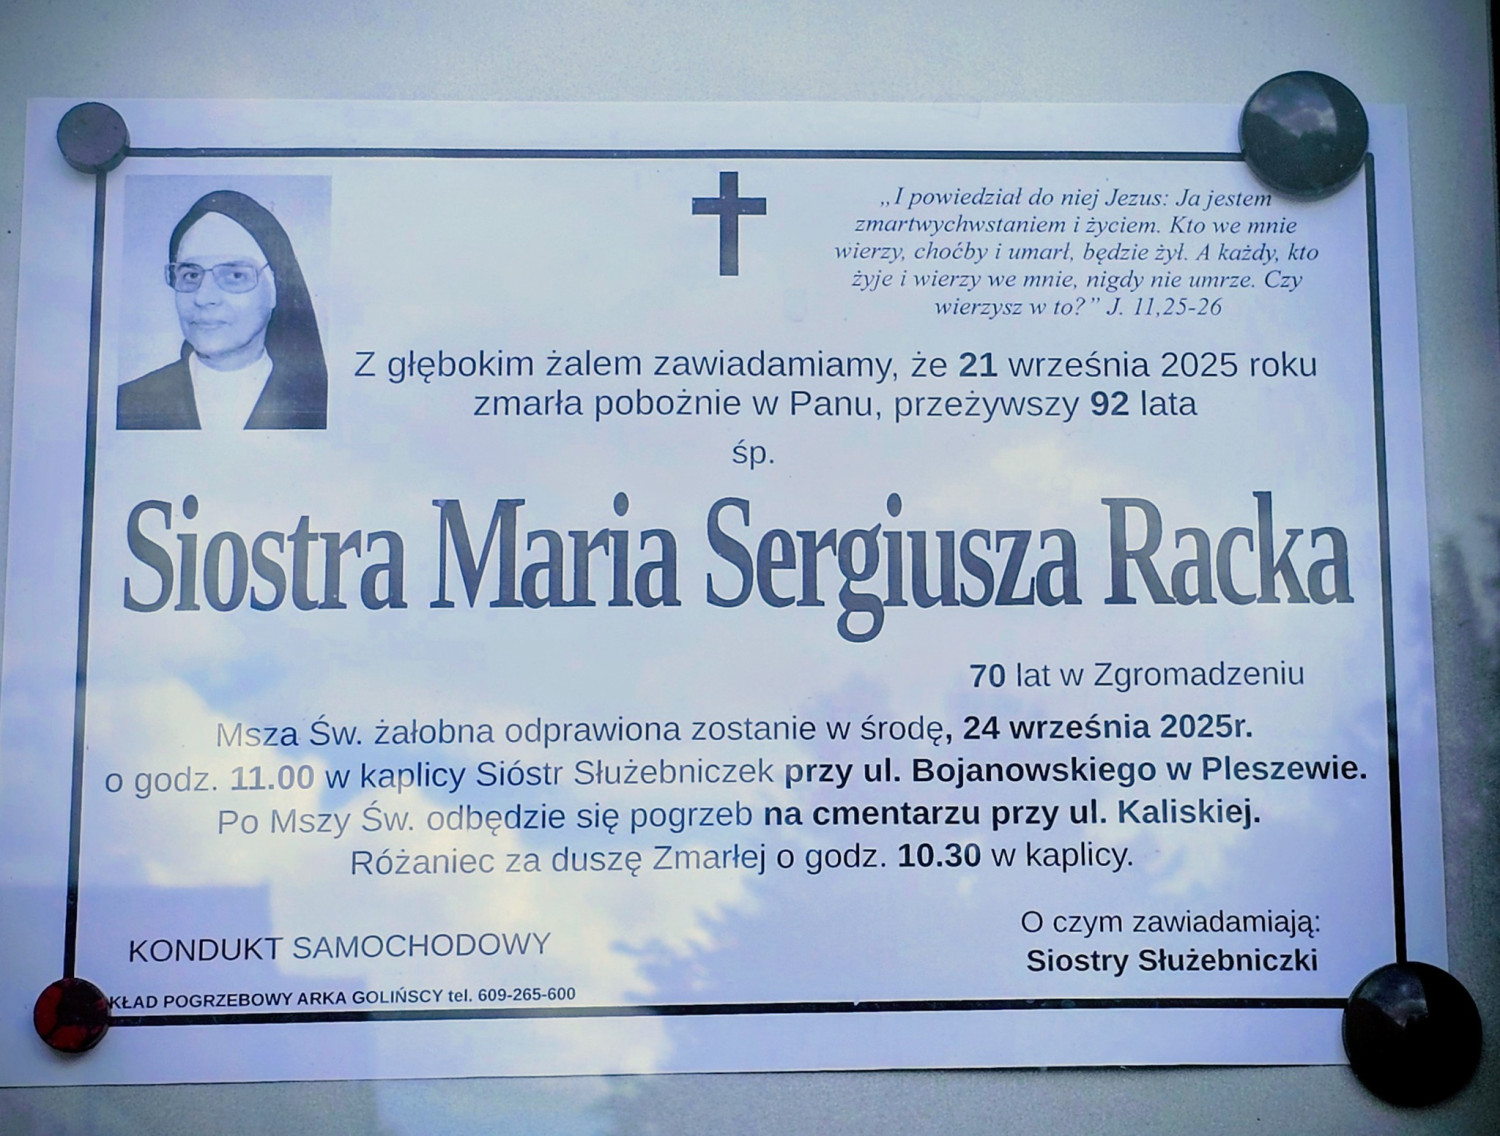 „I powiedział do niej Jezus: Ja jestem
zmartwychwstaniem i życiem. Kto we mnie
wierzy, choćby i umarł, będzie żył. A każdy, kto
żyje i wierzy we mnie, nigdy nie umrze. Czy
wierzysz w to?” J. 11,25-26
Z głębokim żalem zawiadamiamy, że 21 września 2025 roku
zmarła pobożnie w Panu, przeżywszy 92 lata
śp.
Siostra Maria Sergiusza Racka
70 lat w Zgromadzeniu
Msza Św. żałobna odprawiona zostanie w środę, 24 września 2025r.
o godz. 11.00 w kaplicy Sióstr Służebniczek przy ul. Bojanowskiego w Pleszewie.
Po Mszy Św. odbędzie się pogrzeb na cmentarzu przy ul. Kaliskiej.
Różaniec za duszę Zmarłej o godz. 10.30 w kaplicy.
O czym zawiadamiają:
Siostry Służebniczki
KONDUKT SAMOCHODOWY
KŁAD POGRZEBOWY ARKA GOLIŃSCY tel. 609-265-600